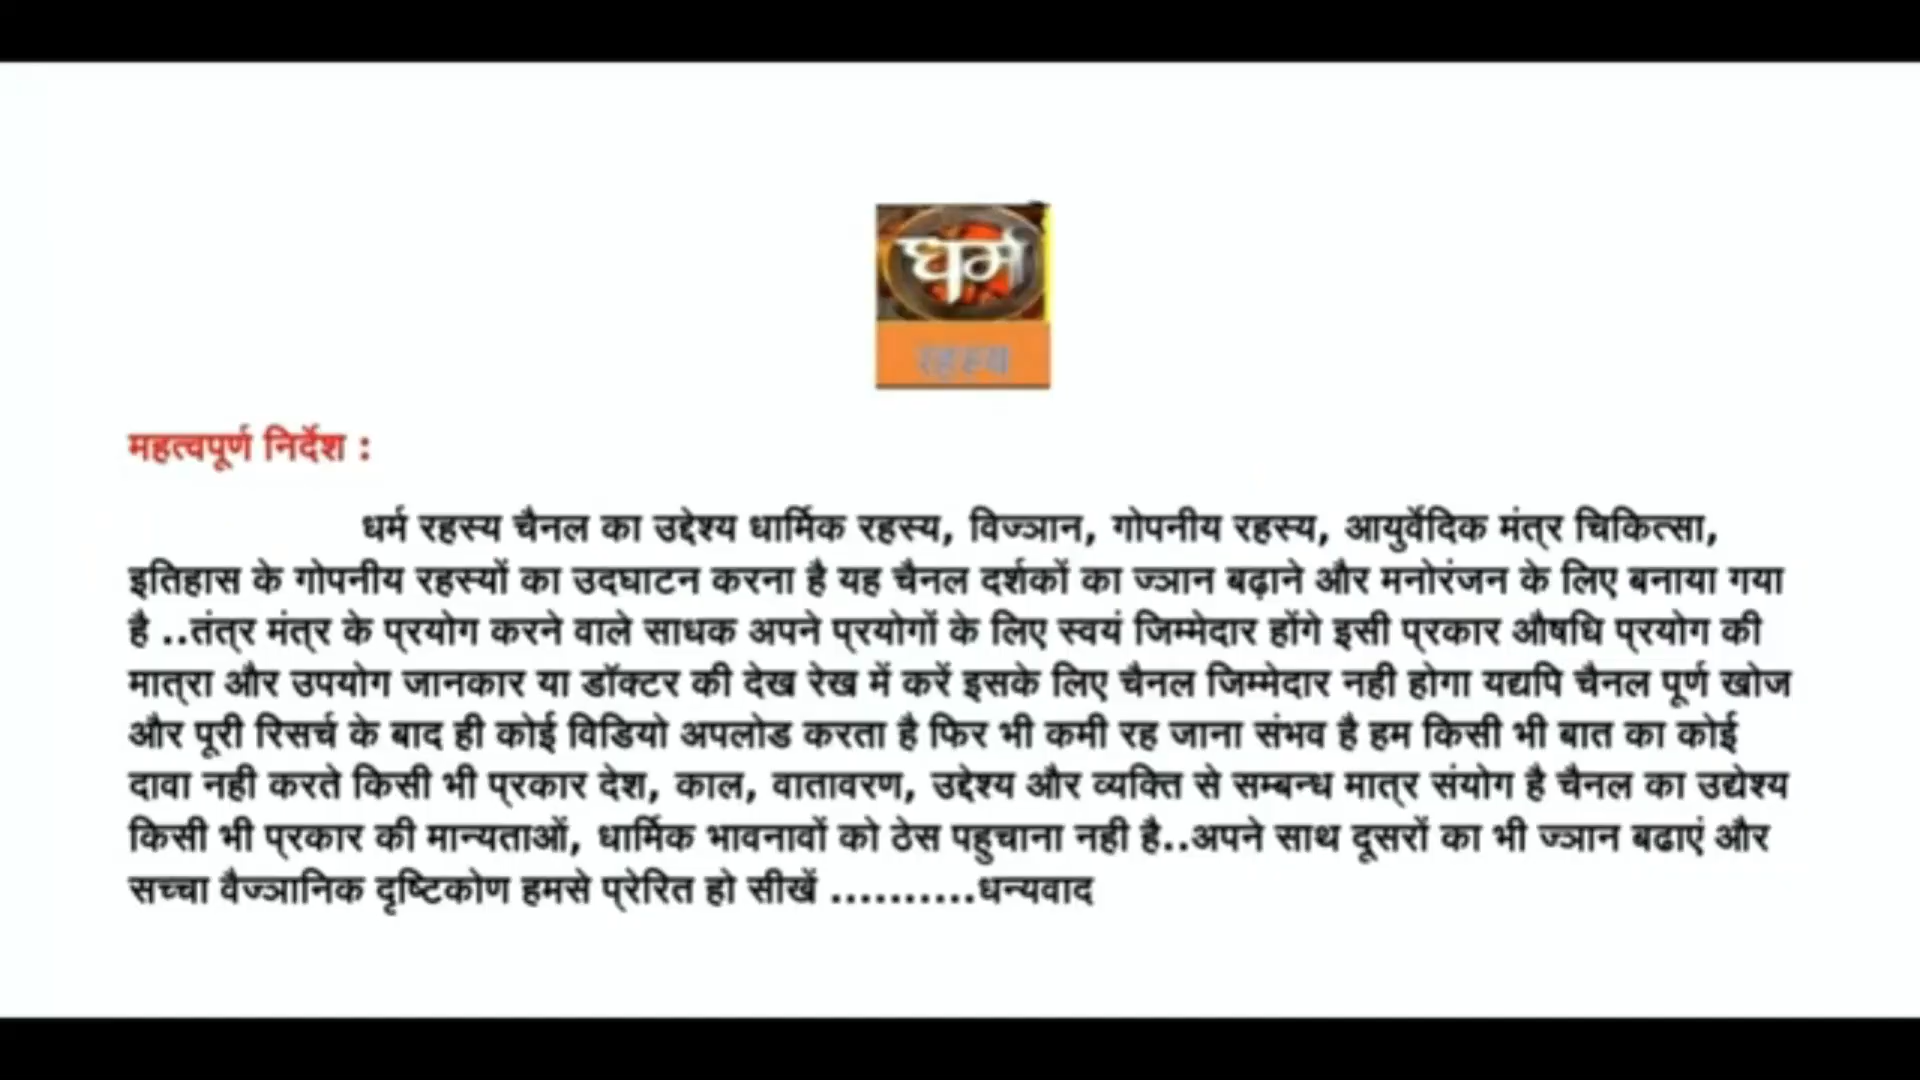 धर्म
रहस्य
महत्वपूर्ण निर्देश :
धर्म रहस्य चैनल का उद्देश्य धार्मिक रहस्य, विज्ञान, गोपनीय रहस्य, आयुर्वेदिक मंत्र चिकित्सा,
इतिहास के गोपनीय रहस्यों का उदघाटन करना है यह चैनल दर्शकों का ज्ञान बढ़ाने और मनोरंजन के लिए बनाया गया
है ..तंत्र मंत्र के प्रयोग करने वाले साधक अपने प्रयोगों के लिए स्वयं जिम्मेदार होंगे इसी प्रकार औषधि प्रयोग की
मात्रा और उपयोग जानकार या डॉक्टर की देख रेख में करें इसके लिए चैनल जिम्मेदार नही होगा यद्यपि चैनल पूर्ण खोज
और पूरी रिसर्च के बाद ही कोई विडियो अपलोड करता है फिर भी कमी रह जाना संभव है हम किसी भी बात का कोई
दावा नही करते किसी भी प्रकार देश, काल, वातावरण, उद्देश्य और व्यक्ति से सम्बन्ध मात्र संयोग है चैनल का उद्येश्य
किसी भी प्रकार की मान्यताओं, धार्मिक भावनावों को ठेस पहुचाना नही है..अपने साथ दूसरों का भी ज्ञान बढाएं और
सच्चा वैज्ञानिक दृष्टिकोण हमसे प्रेरित हो सीखें ..........धन्यवाद